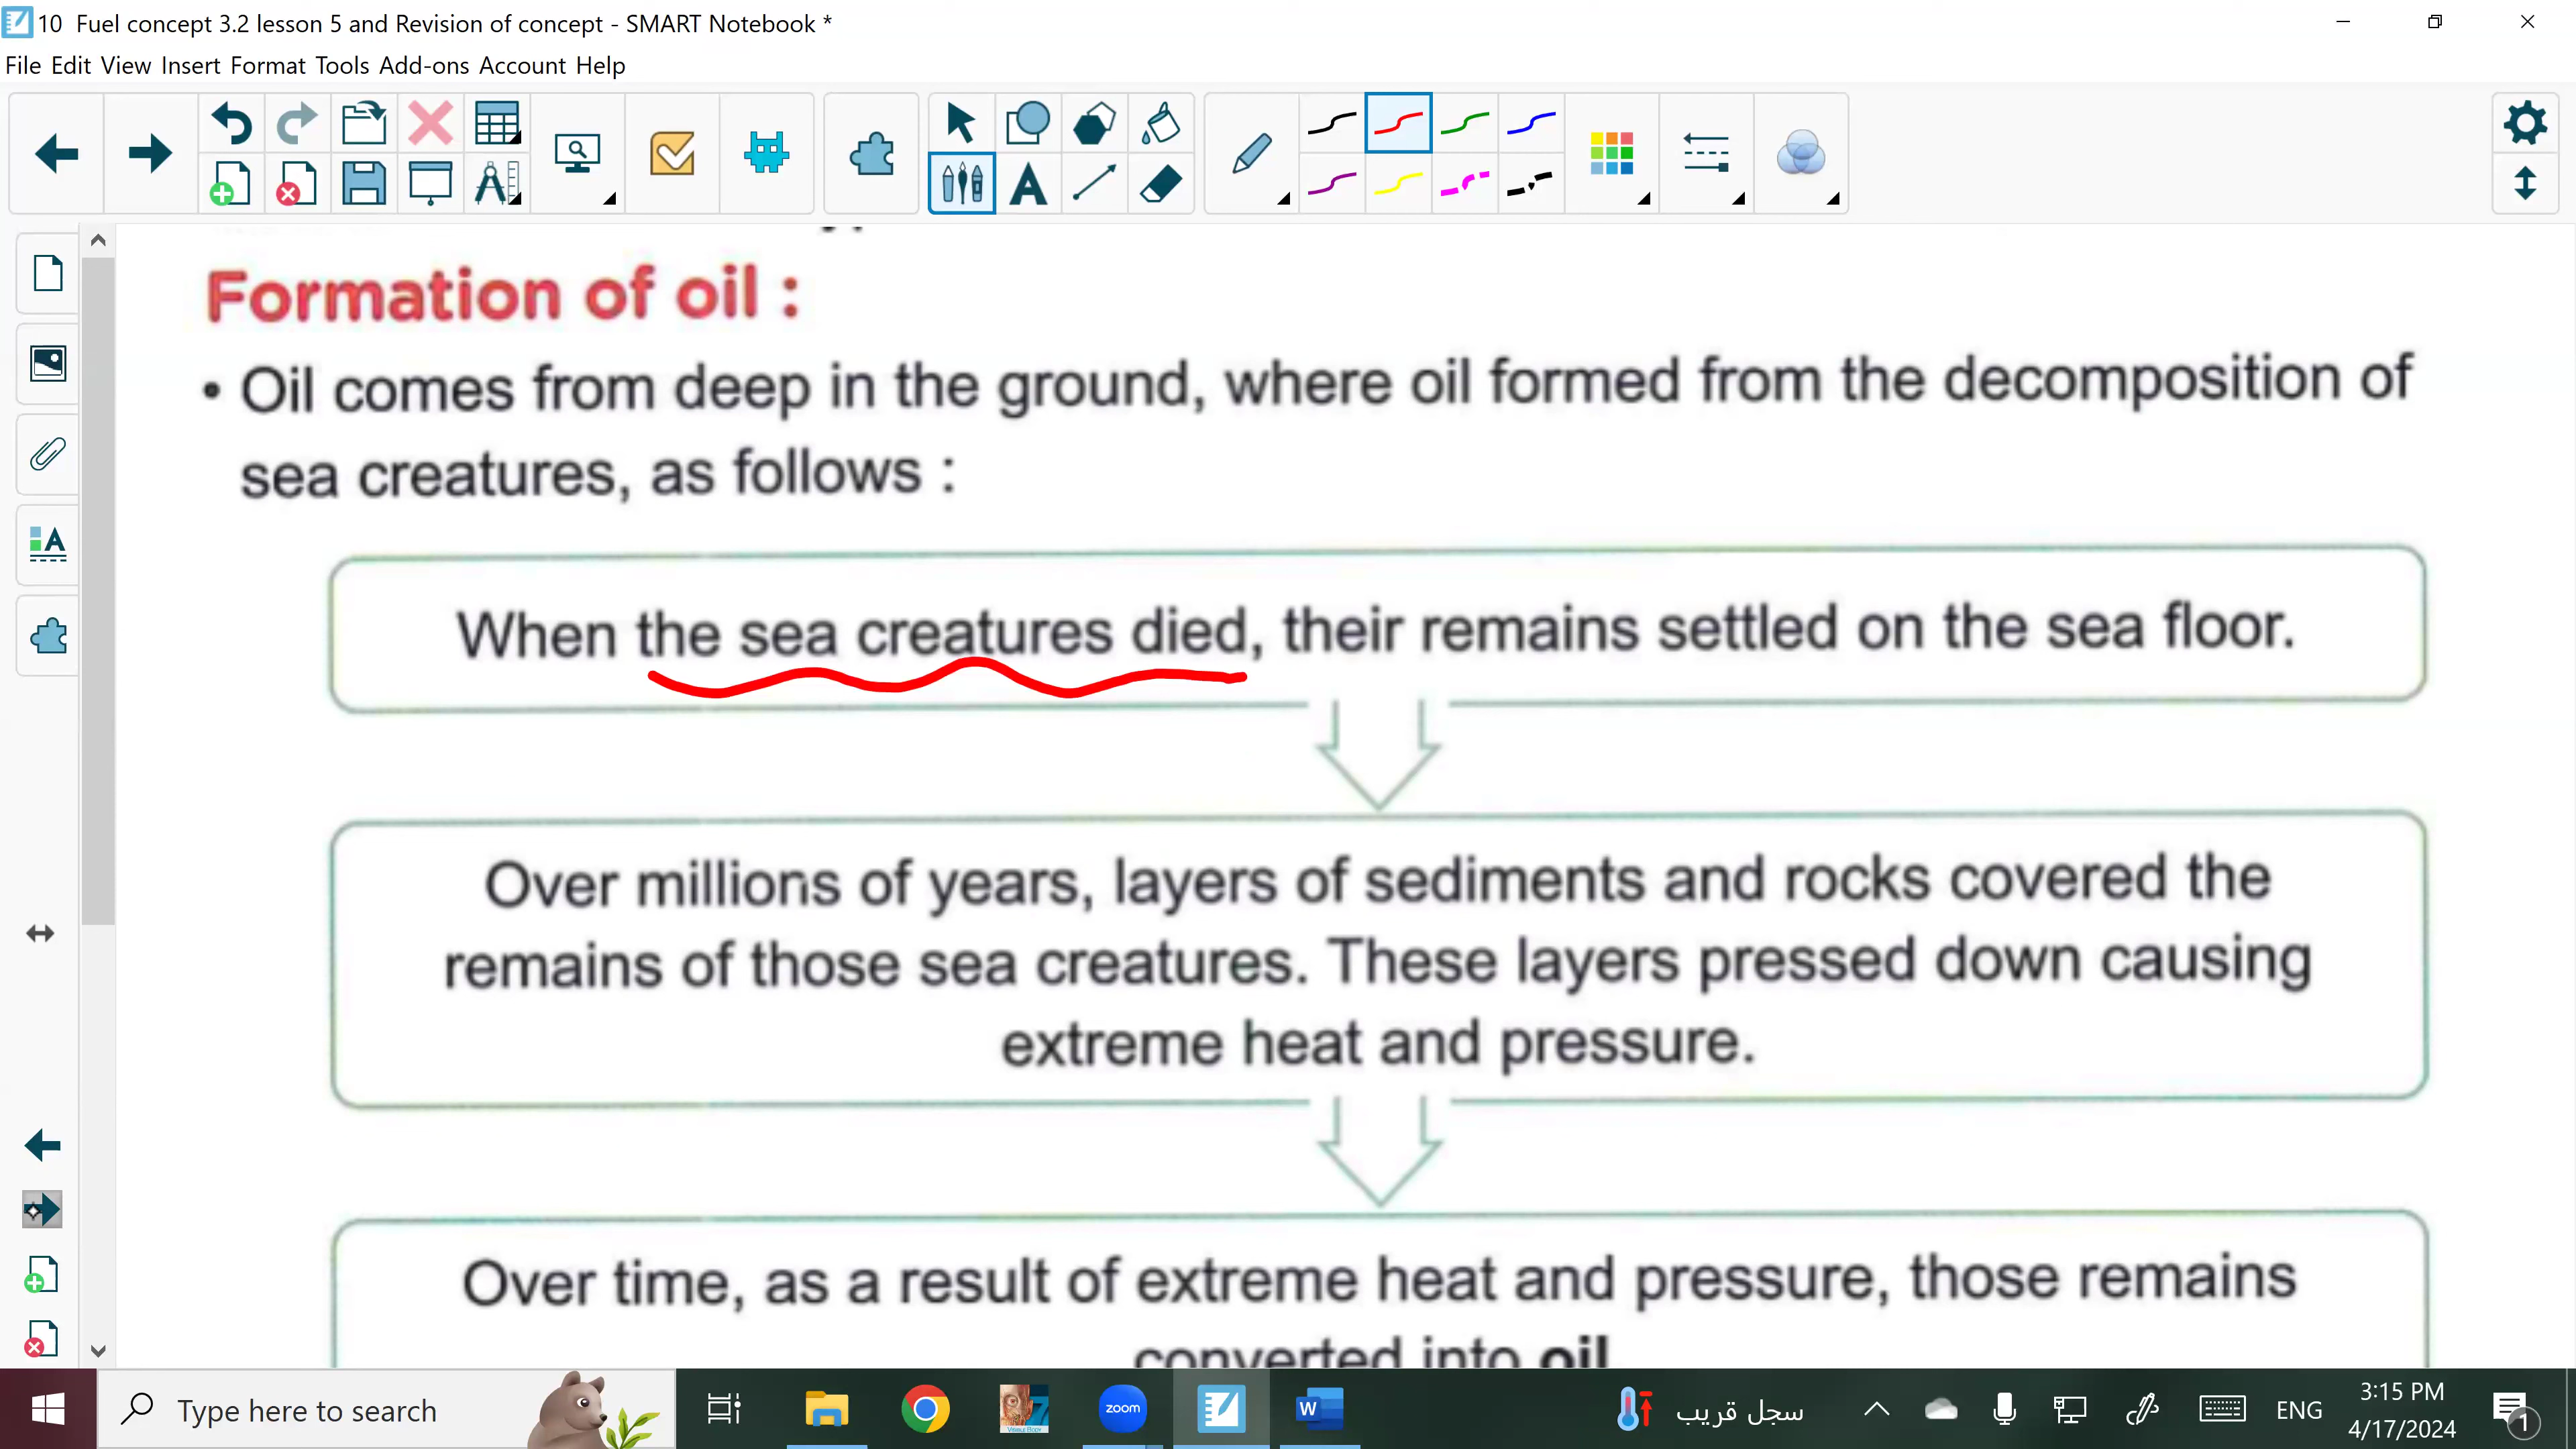 10 Fuel concept 3.2 lesson 5 and Revision of concept - SMART Notebook *
File Edit View Insert Format Tools Add-ons Account Help
Formation of oil :
• Oil comes from deep in the ground, where oil formed from the decomposition of
sea creatures, as follows :
When the sea creatures died, their remains settled on the sea floor.
Over millions of years, layers of sediments and rocks covered the
remains of those sea creatures. These layers pressed down causing
extreme heat and pressure.
Over time, as a result of extreme heat and pressure, those remains
converted into oil
Type here to search
zoom
W
سجل قريب
ENG
3:15 PM
4/17/2024
1